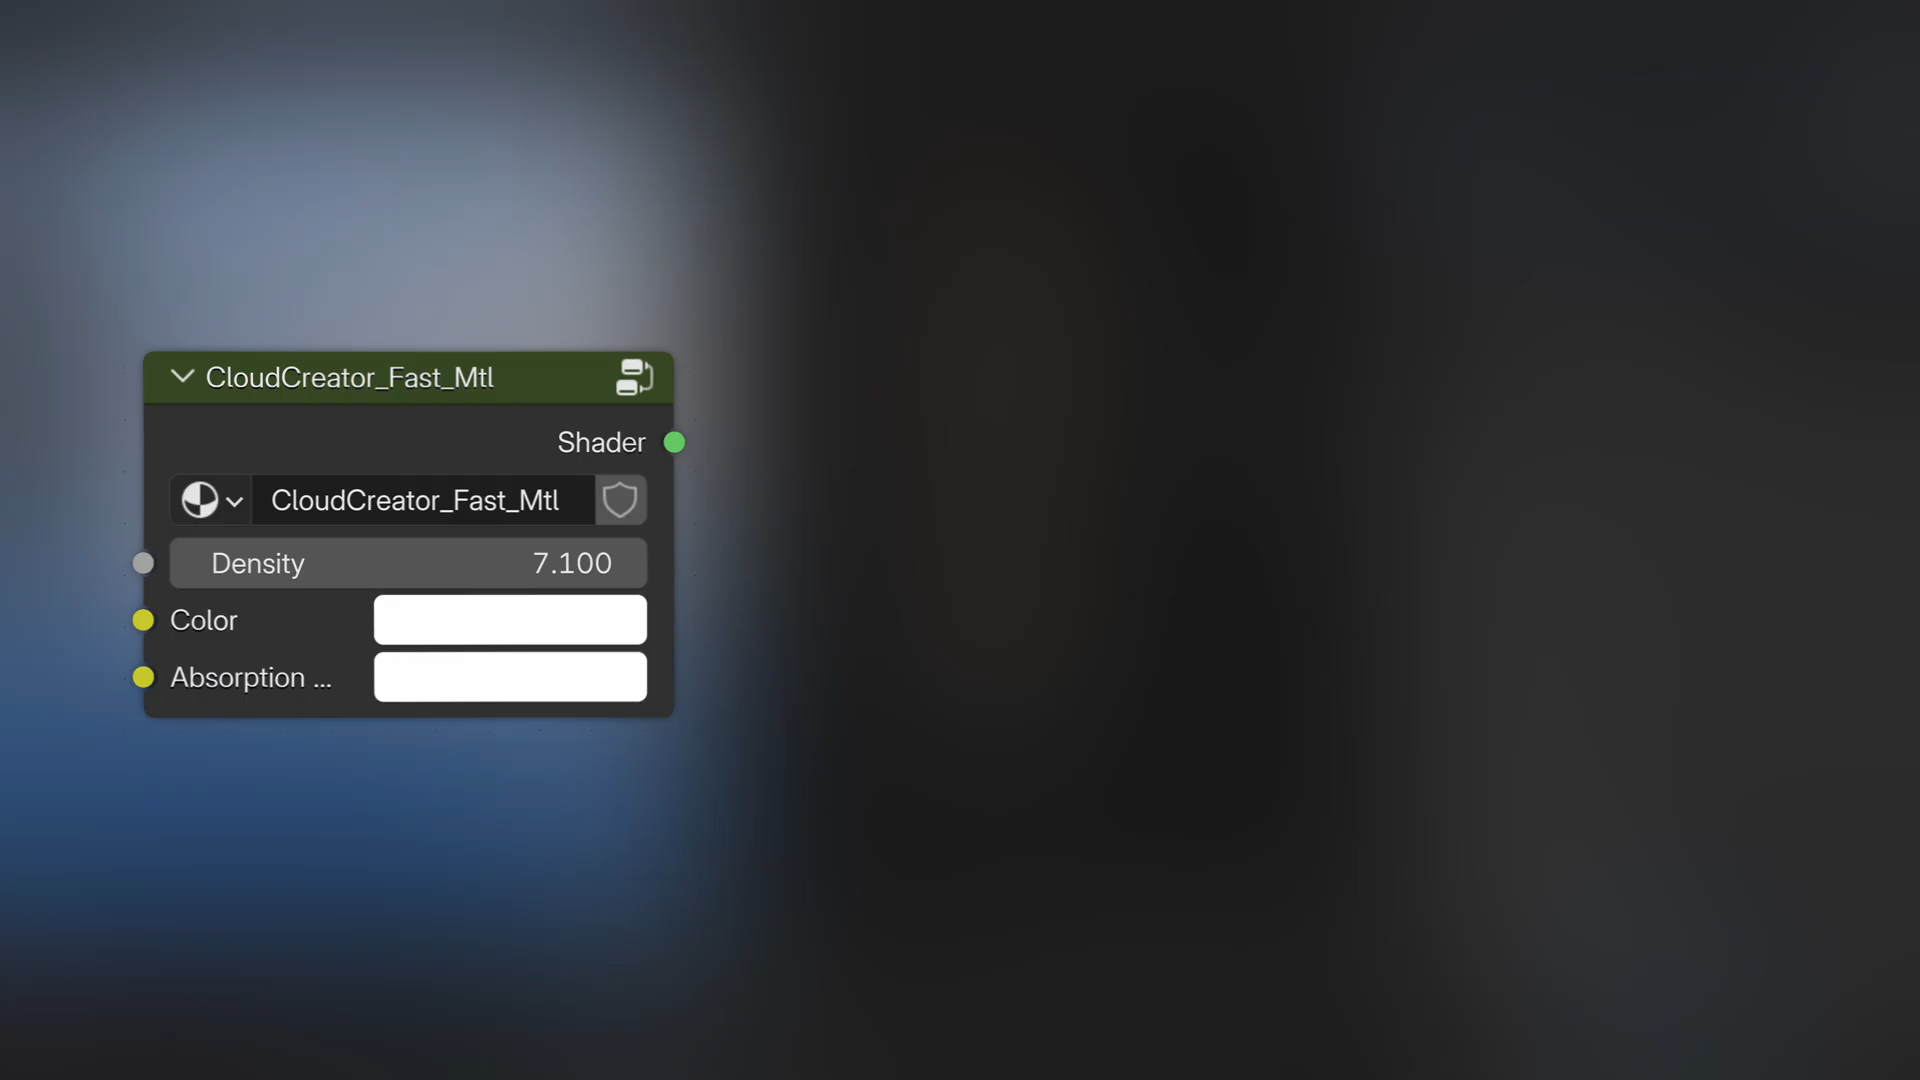 CloudCreator_Fast_Mtl
Shader
CloudCreator_Fast_Mtl
Density 7.100
Color
Absorption ...